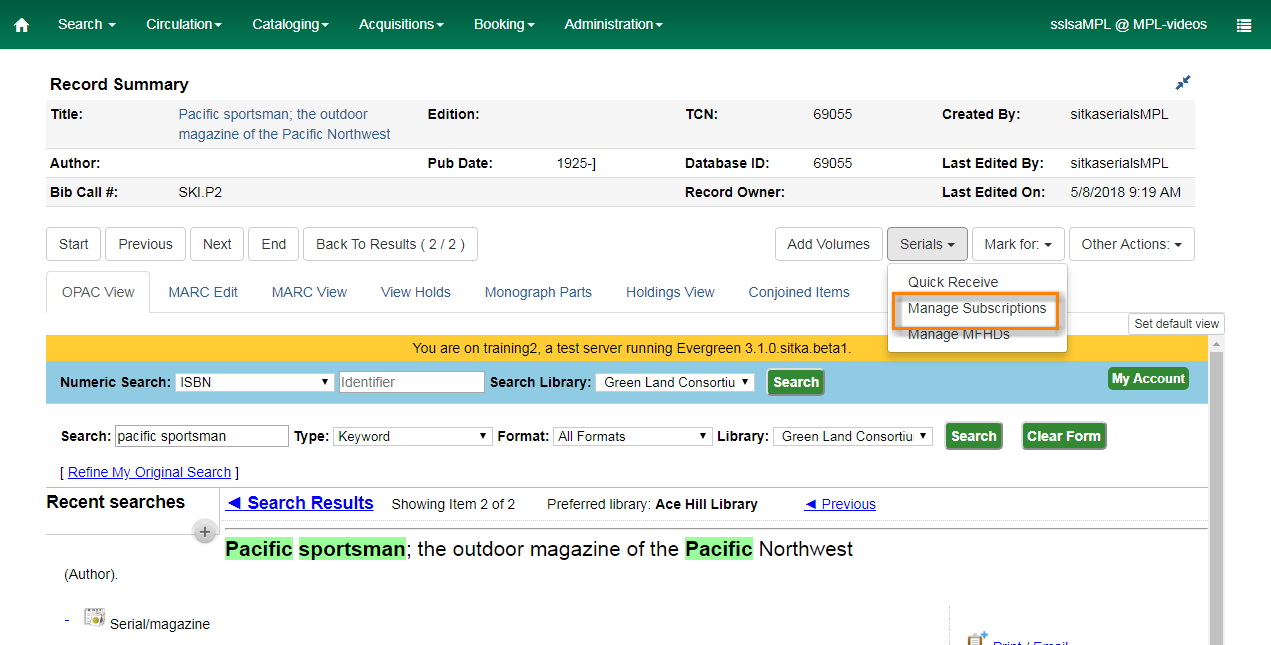 Search Circulation Cataloging Acquisitions Booking Administration sslsaMPL @ MPL-videos
Record Summary
Title: Pacific sportsman; the outdoor magazine of the Pacific Northwest Edition: TCN: 69055 Created By: sitkaserialsMPL
Author: Pub Date: 1925-] Database ID: 69055 Last Edited By: sitkaserialsMPL
Bib Call #: SKI.P2 Record Owner: Last Edited On: 5/8/2018 9:19 AM
Start Previous Next End Back To Results ( 2 / 2 ) Add Volumes Serials Mark for: Other Actions:
Quick Receive
Manage Subscriptions
Manage MFHDs
OPAC View MARC Edit MARC View View Holds Monograph Parts Holdings View Conjoined Items
Set default view
You are on training2, a test server running Evergreen 3.1.0.sitka.beta1.
Numeric Search: ISBN Identifier Search Library: Green Land Consortiu Search My Account
Search: pacific sportsman Type: Keyword Format: All Formats Library: Green Land Consortiu Search Clear Form
[ Refine My Original Search ]
Recent searches
+
◄ Search Results Showing Item 2 of 2 Preferred library: Ace Hill Library ◄ Previous
Pacific sportsman; the outdoor magazine of the Pacific Northwest
(Author).
- Serial/magazine
Print / Email